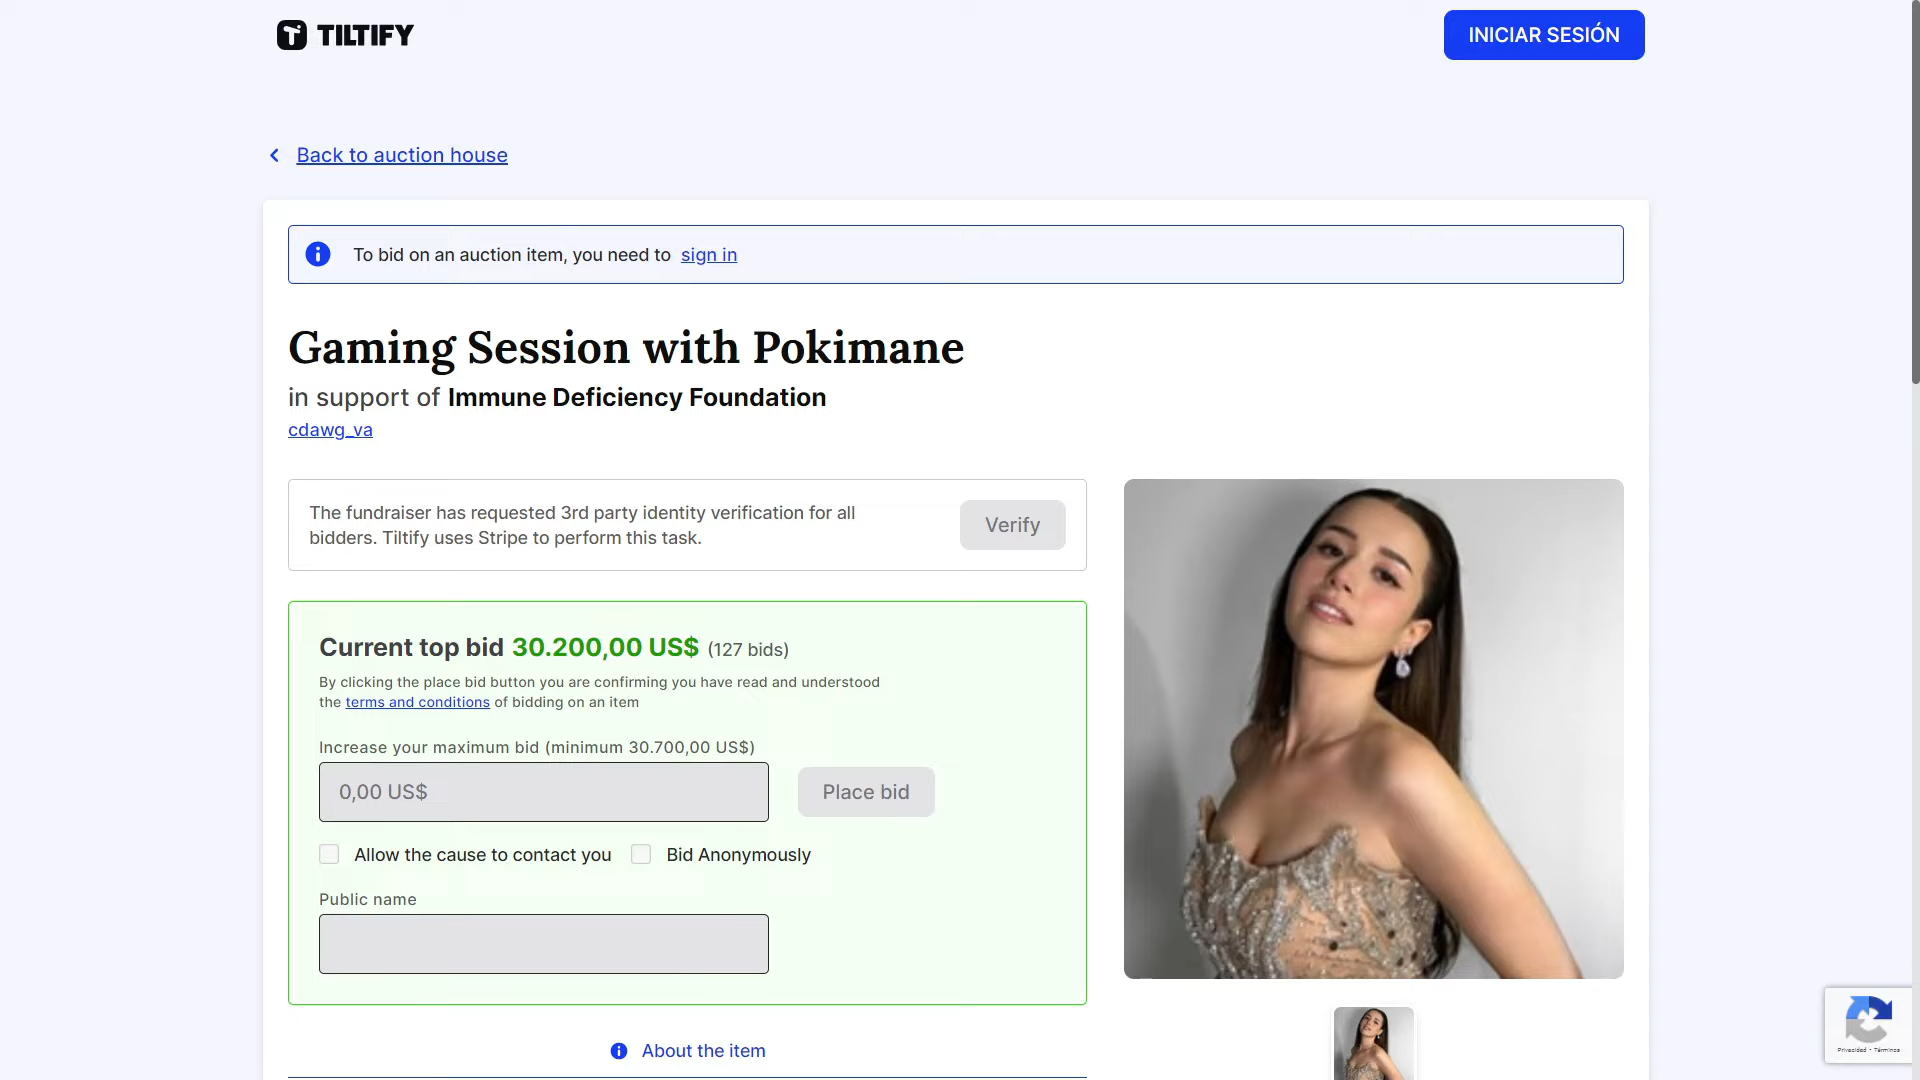 TILTIFY
INICIAR SESIÓN
Back to auction house
To bid on an auction item, you need to sign in
Gaming Session with Pokimane
in support of Immune Deficiency Foundation
cdawg_va
The fundraiser has requested 3rd party identity verification for all
bidders. Tiltify uses Stripe to perform this task.
Verify
Current top bid 30.200,00 US$ (127 bids)
By clicking the place bid button you are confirming you have read and understood
the terms and conditions of bidding on an item
Increase your maximum bid (minimum 30.700,00 US$)
0,00 US$
Place bid
Allow the cause to contact you
Bid Anonymously
Public name
About the item
Privacidad - Términos